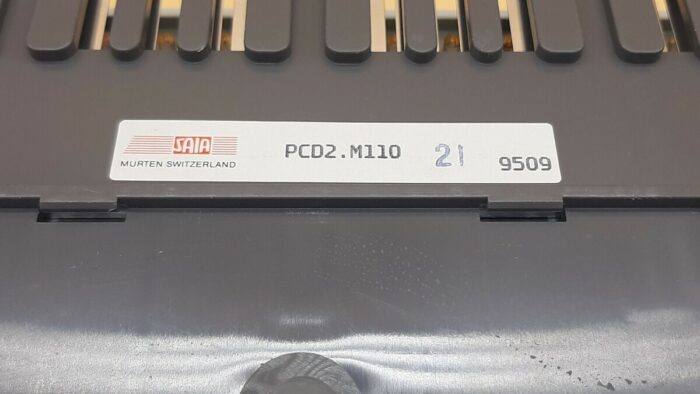 SAIA
MURTEN SWITZERLAND
PCD2.M110 21 9509